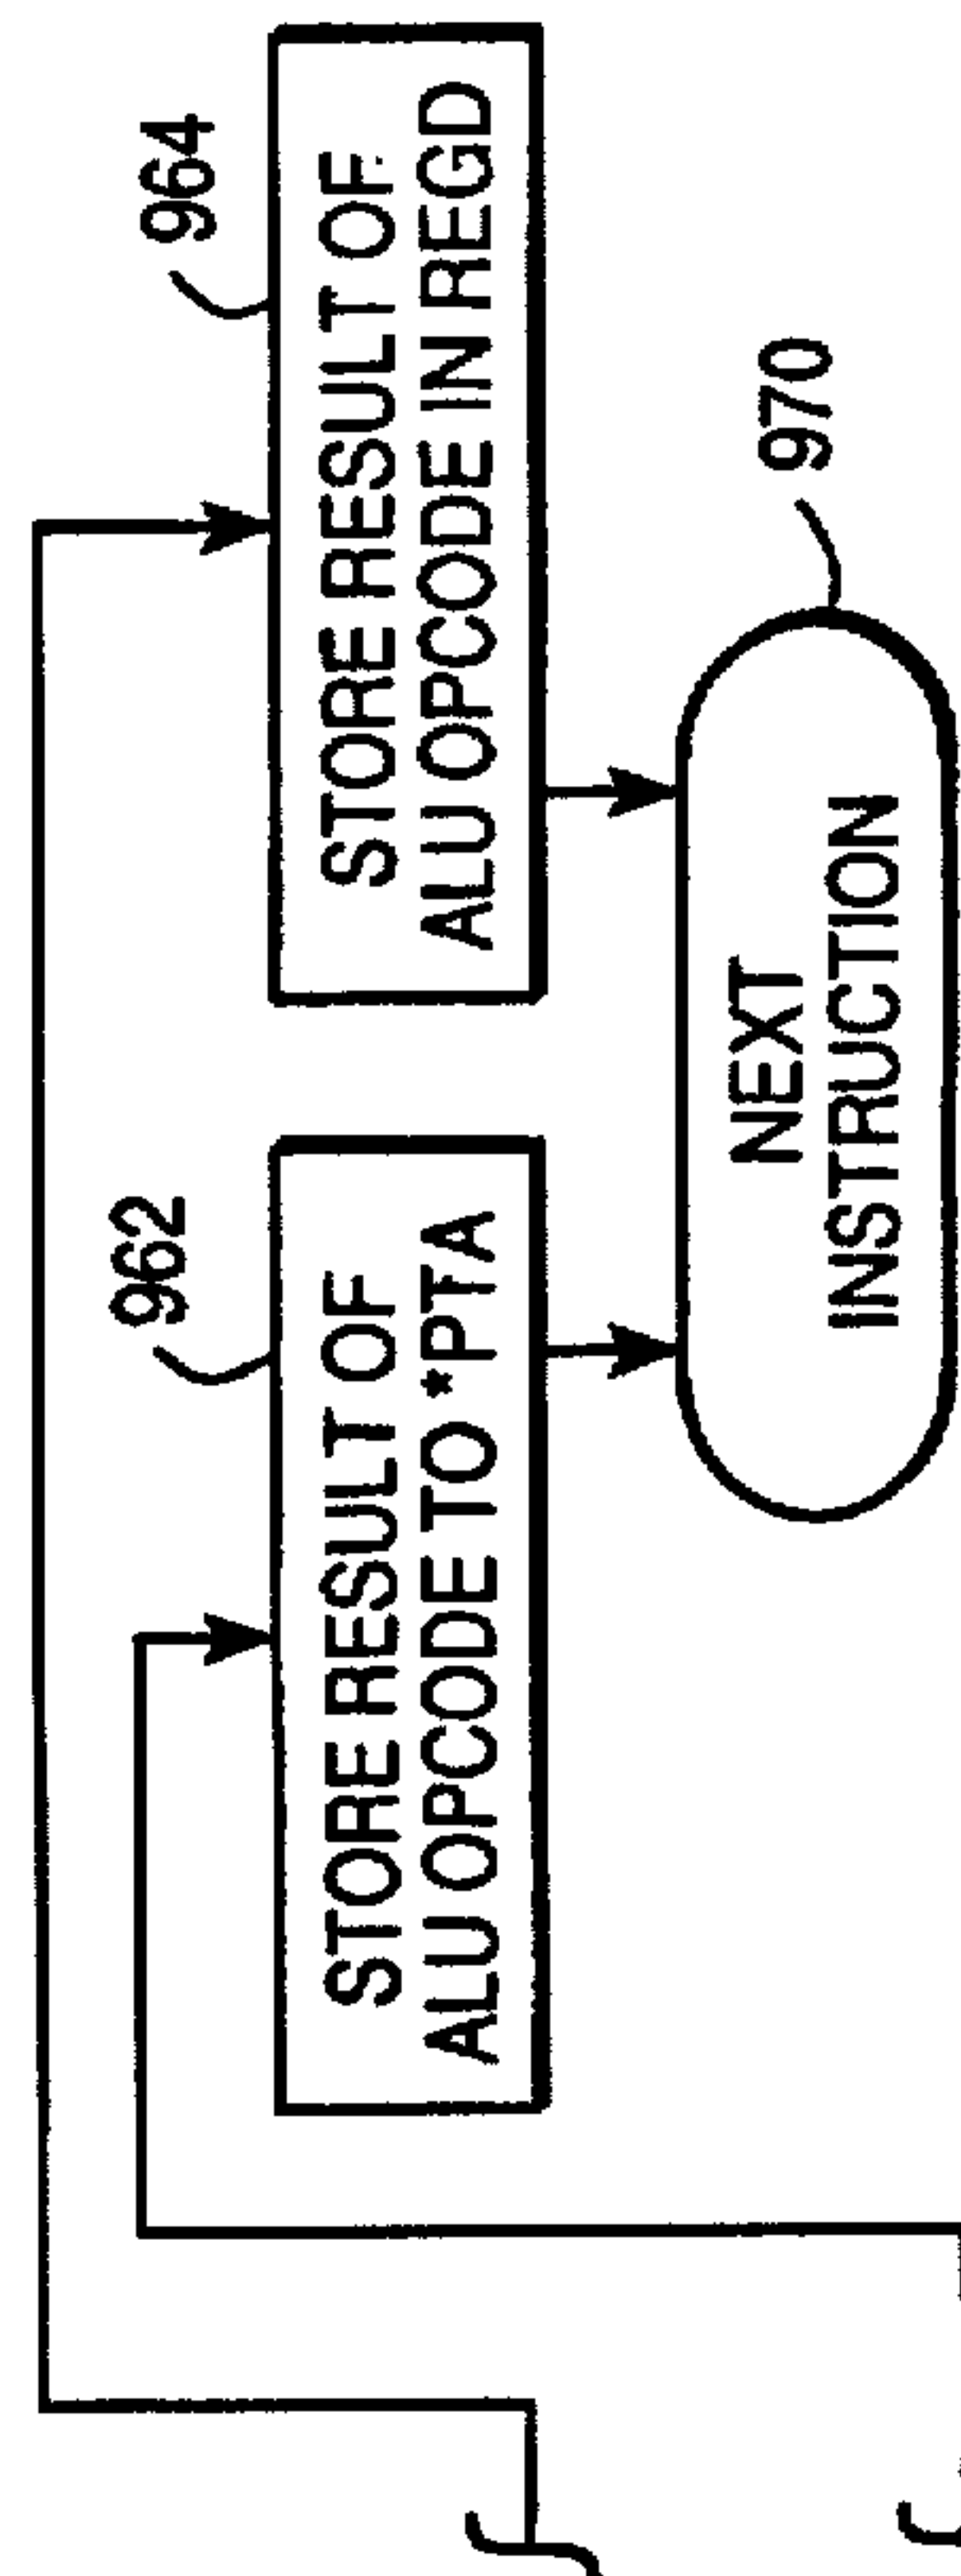 962
STORE RESULT OF
ALU OPCODE TO *PTA
964
STORE RESULT OF
ALU OPCODE IN REGD
970
NEXT
INSTRUCTION